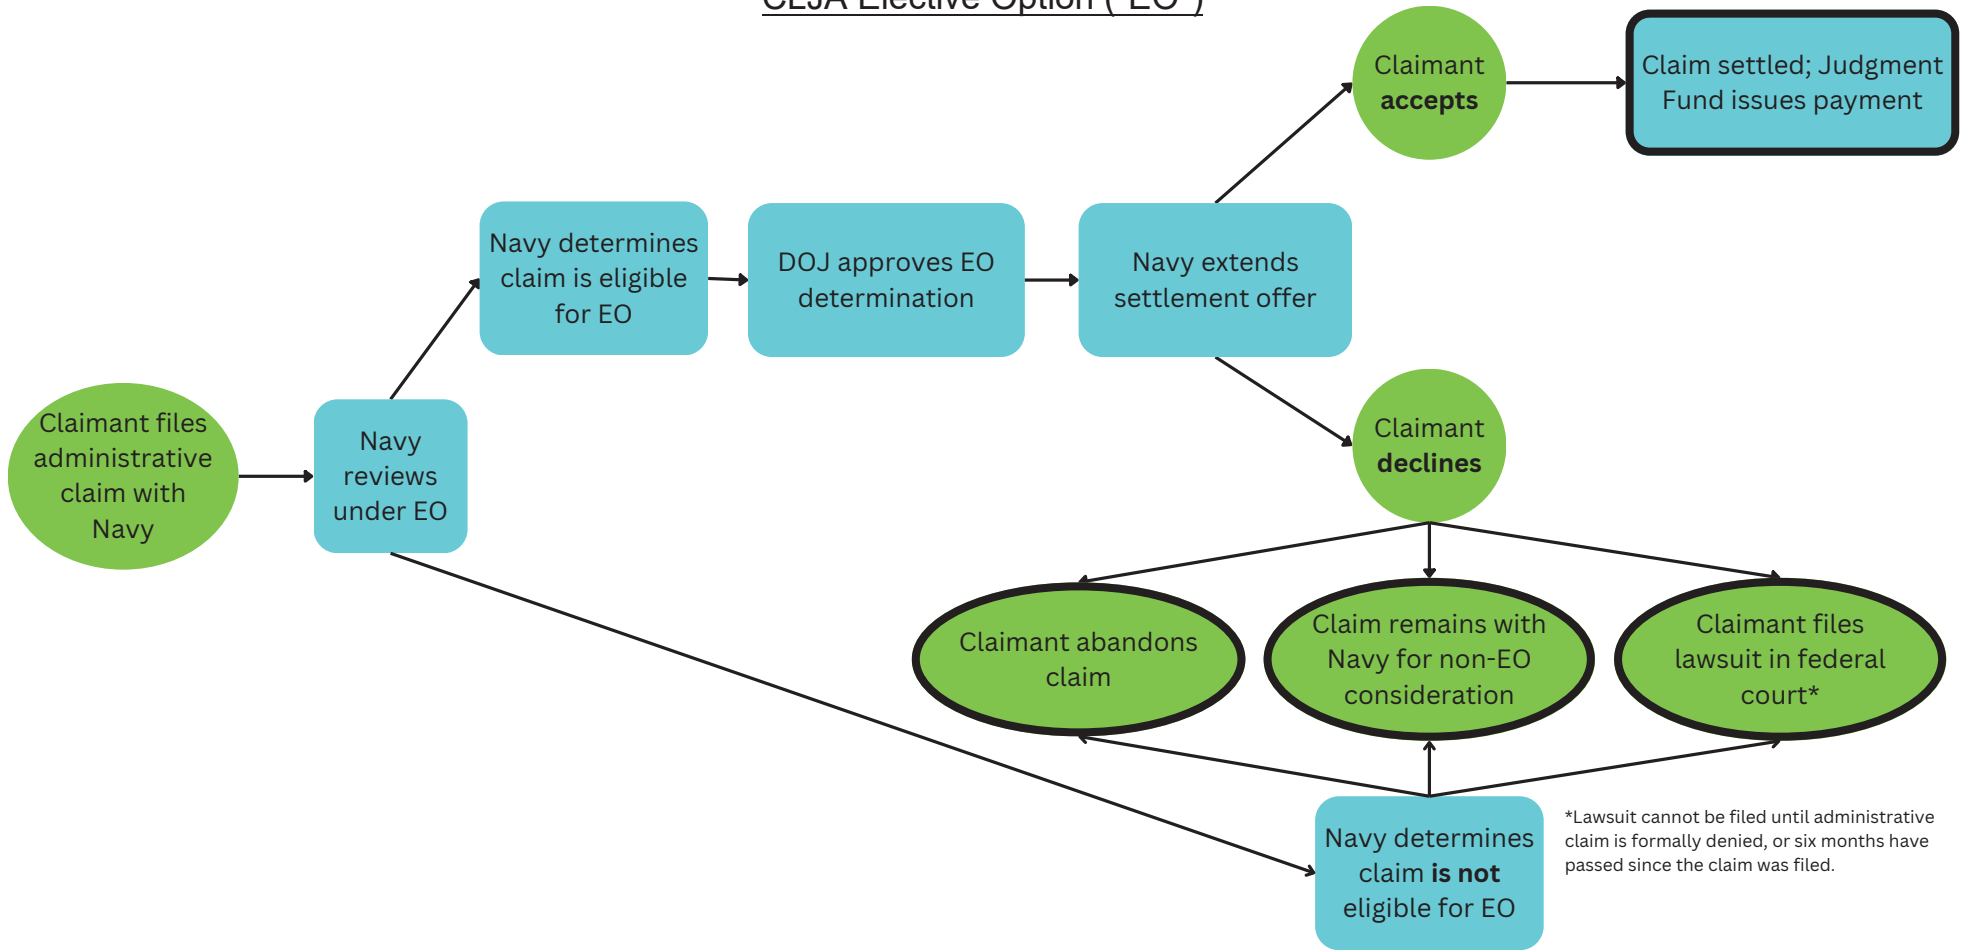 CLJA Elective Option ("EO")
Claimant
accepts
Claim settled; Judgment
Fund issues payment
Navy determines
claim is eligible
for EO
DOJ approves EO
determination
Navy extends
settlement offer
Claimant files
administrative
claim with
Navy
Navy
reviews
under EO
Claimant
declines
Claimant abandons
claim
Claim remains with
Navy for non-EO
consideration
Claimant files
lawsuit in federal
court*
Navy determines
claim is not
eligible for EO
*Lawsuit cannot be filed until administrative
claim is formally denied, or six months have
passed since the claim was filed.